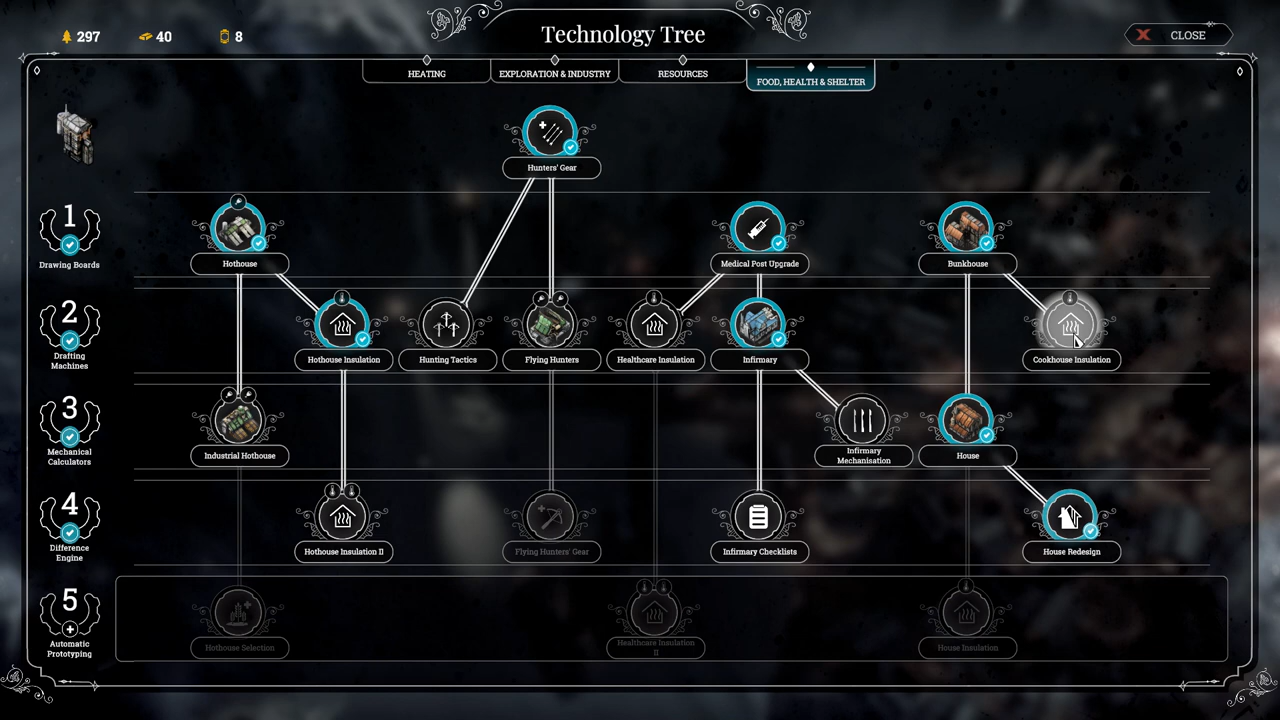 297 40 8
Technology Tree
CLOSE
HEATING
EXPLORATION & INDUSTRY
RESOURCES
FOOD, HEALTH & SHELTER
Hunters' Gear
1
Drawing Boards
Hothouse
Medical Post Upgrade
Bunkhouse
2
Drafting
Machines
Hothouse Insulation
Hunting Tactics
Flying Hunters
Healthcare Insulation
Infirmary
Cookhouse Insulation
3
Mechanical
Calculators
Industrial Hothouse
Infirmary
Mechanisation
House
4
Difference
Engine
Hothouse Insulation II
Flying Hunters' Gear
Infirmary Checklists
House Redesign
5
Automatic
Prototyping
Hothouse Selection
Healthcare Insulation
II
House Insulation